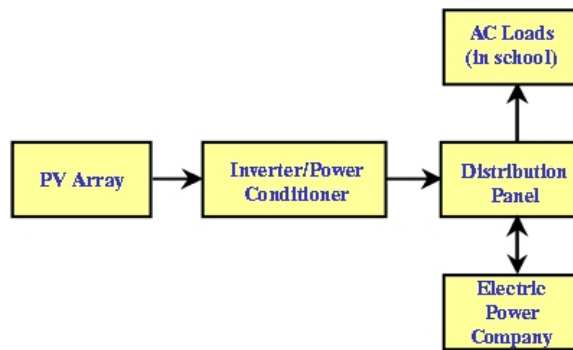 AC Loads
(in school)
PV Array
Inverter/Power
Conditioner
Distribution
Panel
Electric
Power
Company